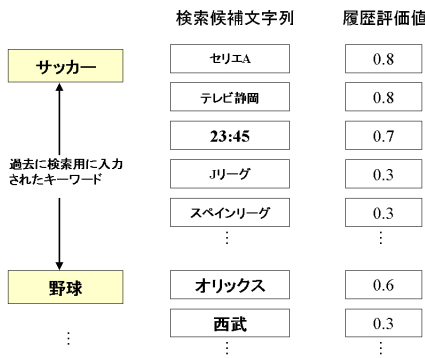 検索候補文字列 履歴評価値
サッカー セリエA 0.8
テレビ静岡 0.8
23:45 0.7
過去に検索用に入力
されたキーワード
Jリーグ 0.3
スペインリーグ 0.3
⋮ ⋮
野球 オリックス 0.6
西武 0.3
⋮ ⋮ ⋮